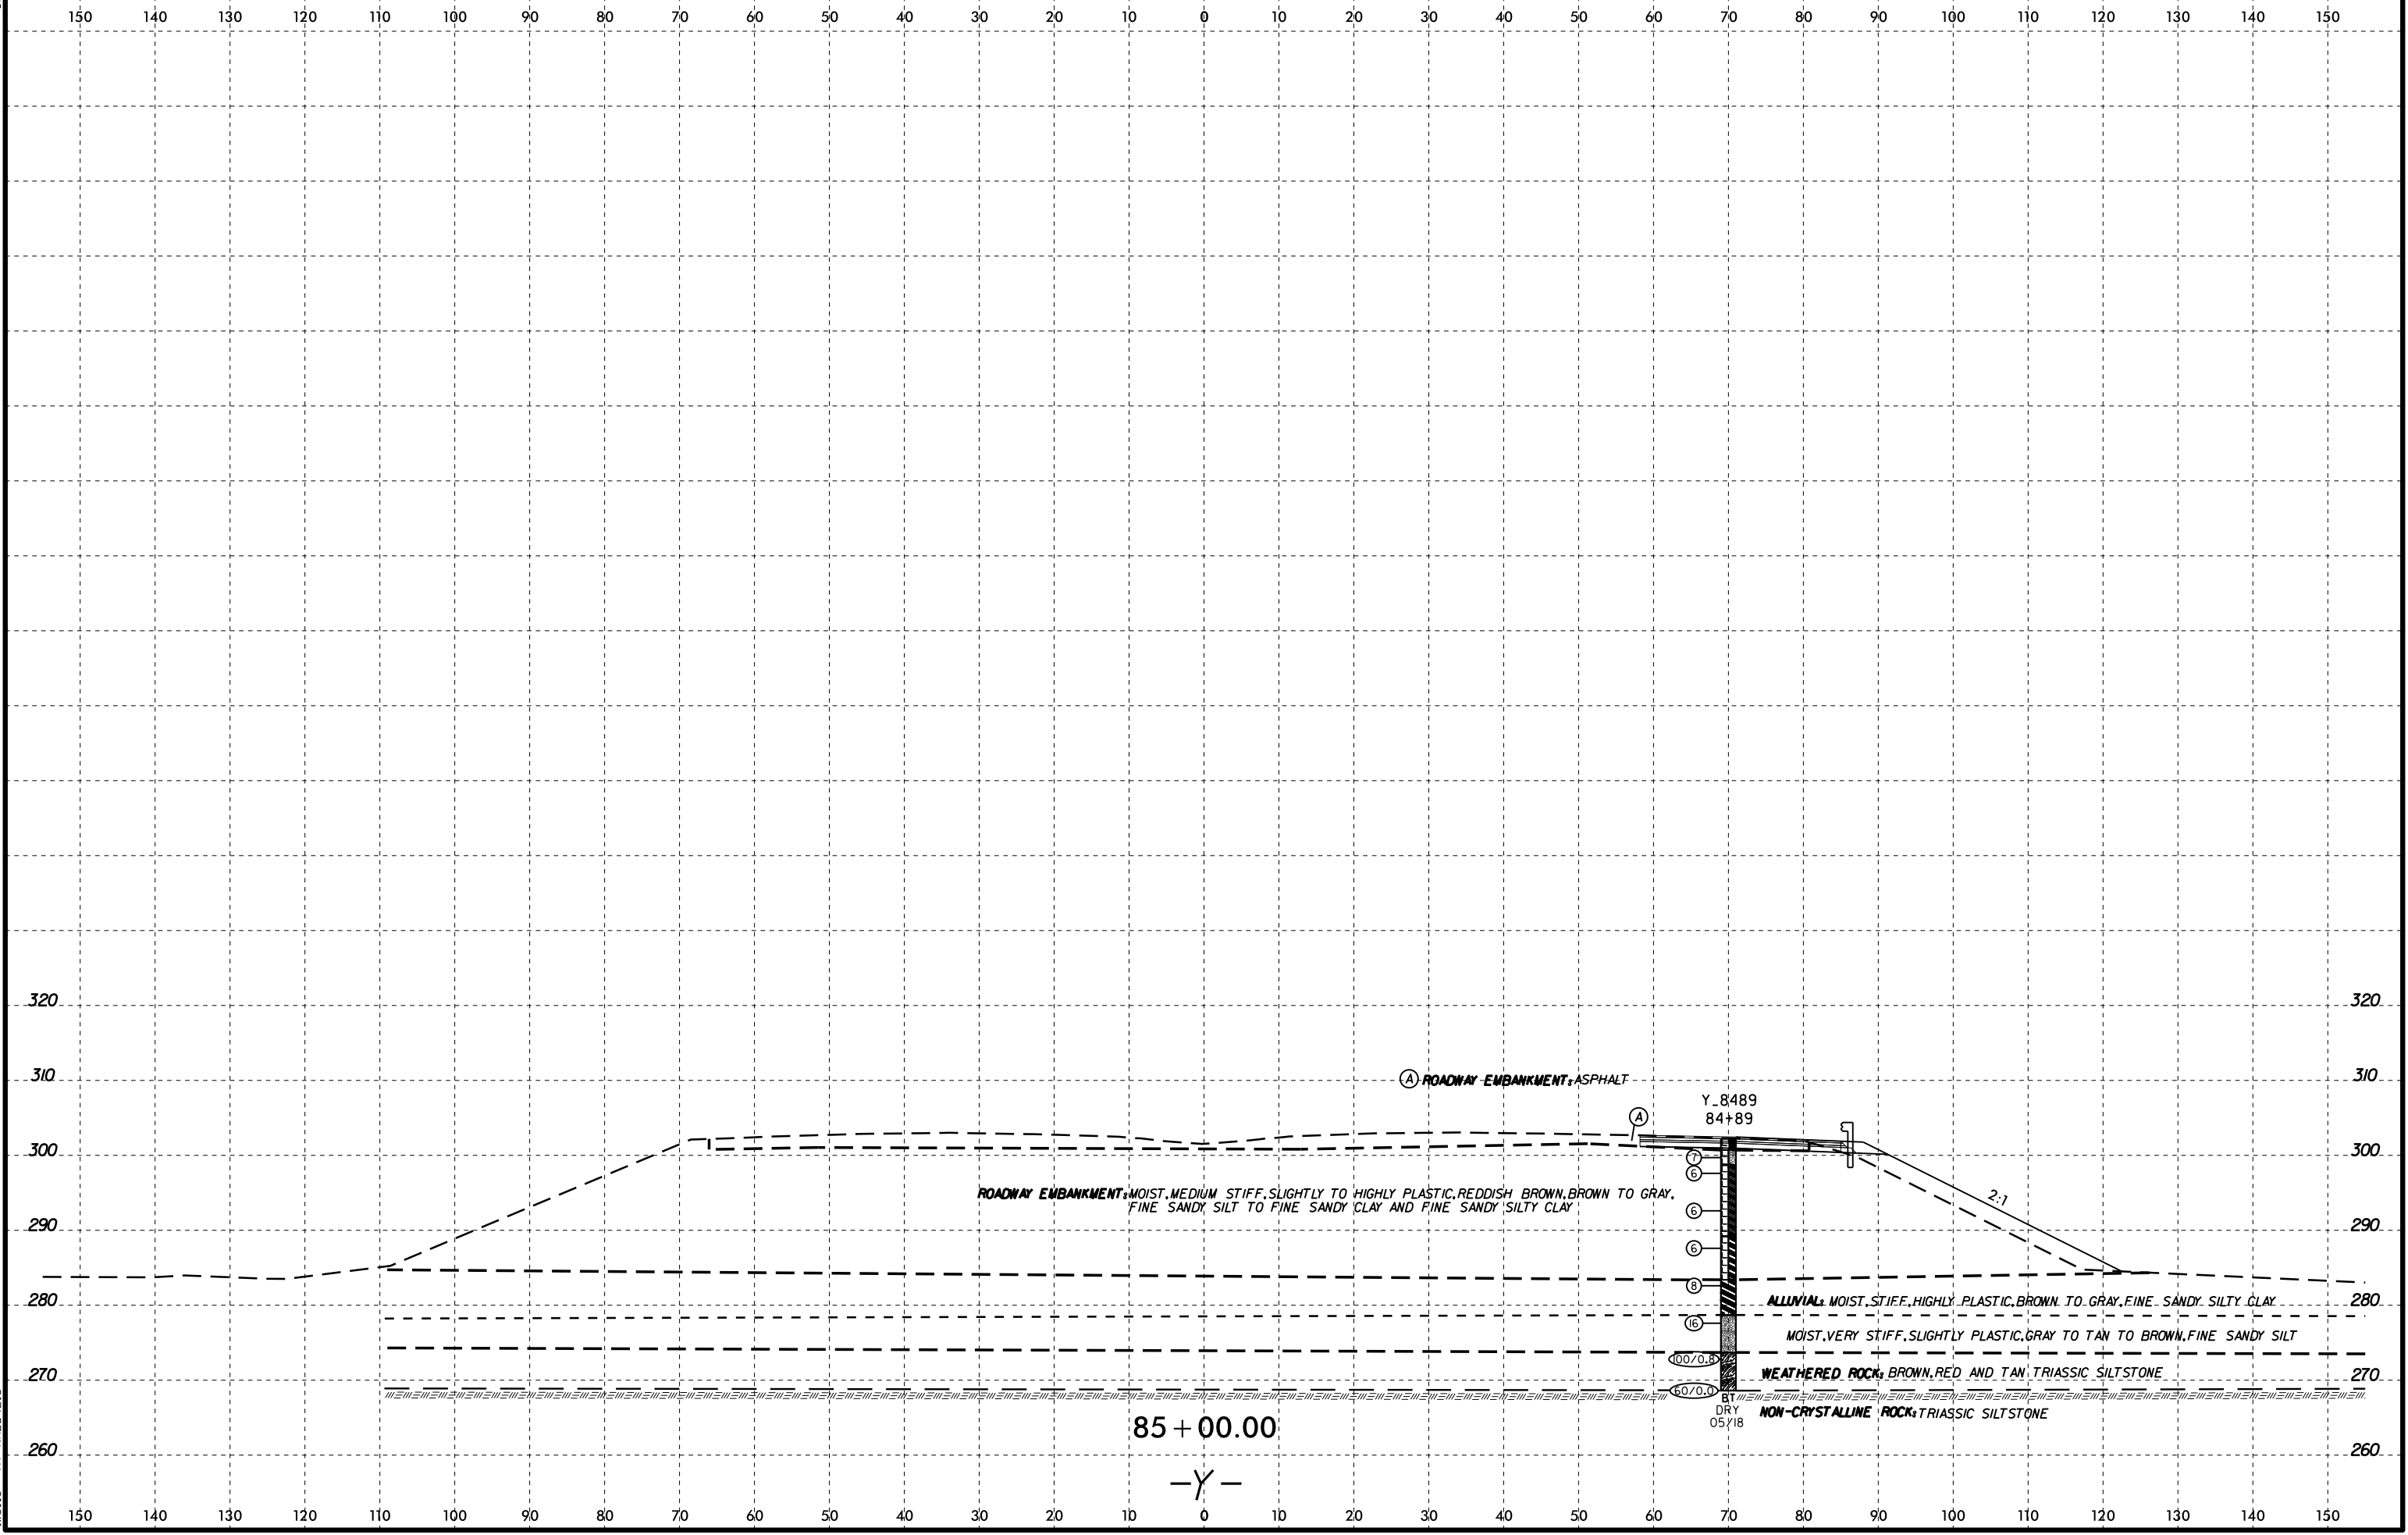 150 140 130 120 110 100 90 80 70 60 50 40 30 20 10 0 10 20 30 40 50 60 70 80 90 100 110 120 130 140 150
320 320
310 310
Ⓐ ROADWAY EMBANKMENT: ASPHALT
Y_8489
84+89
A
300 300
7
6
ROADWAY EMBANKMENT: MOIST, MEDIUM STIFF, SLIGHTLY TO HIGHLY PLASTIC, REDDISH BROWN, BROWN TO GRAY,
FINE SANDY SILT TO FINE SANDY CLAY AND FINE SANDY SILTY CLAY
2:1
6
290 290
6
8
280 280
ALLUVIAL: MOIST, STIFF, HIGHLY PLASTIC, BROWN TO GRAY, FINE SANDY SILTY CLAY
16
MOIST, VERY STIFF, SLIGHTLY PLASTIC, GRAY TO TAN TO BROWN, FINE SANDY SILT
100/0.8
270 270
WEATHERED ROCK: BROWN, RED AND TAN TRIASSIC SILTSTONE
60/0.0
BT
DRY
05/18
NON-CRYSTALLINE ROCK: TRIASSIC SILTSTONE
85+00.00
260 260
-Y-
150 140 130 120 110 100 90 80 70 60 50 40 30 20 10 0 10 20 30 40 50 60 70 80 90 100 110 120 130 140 150